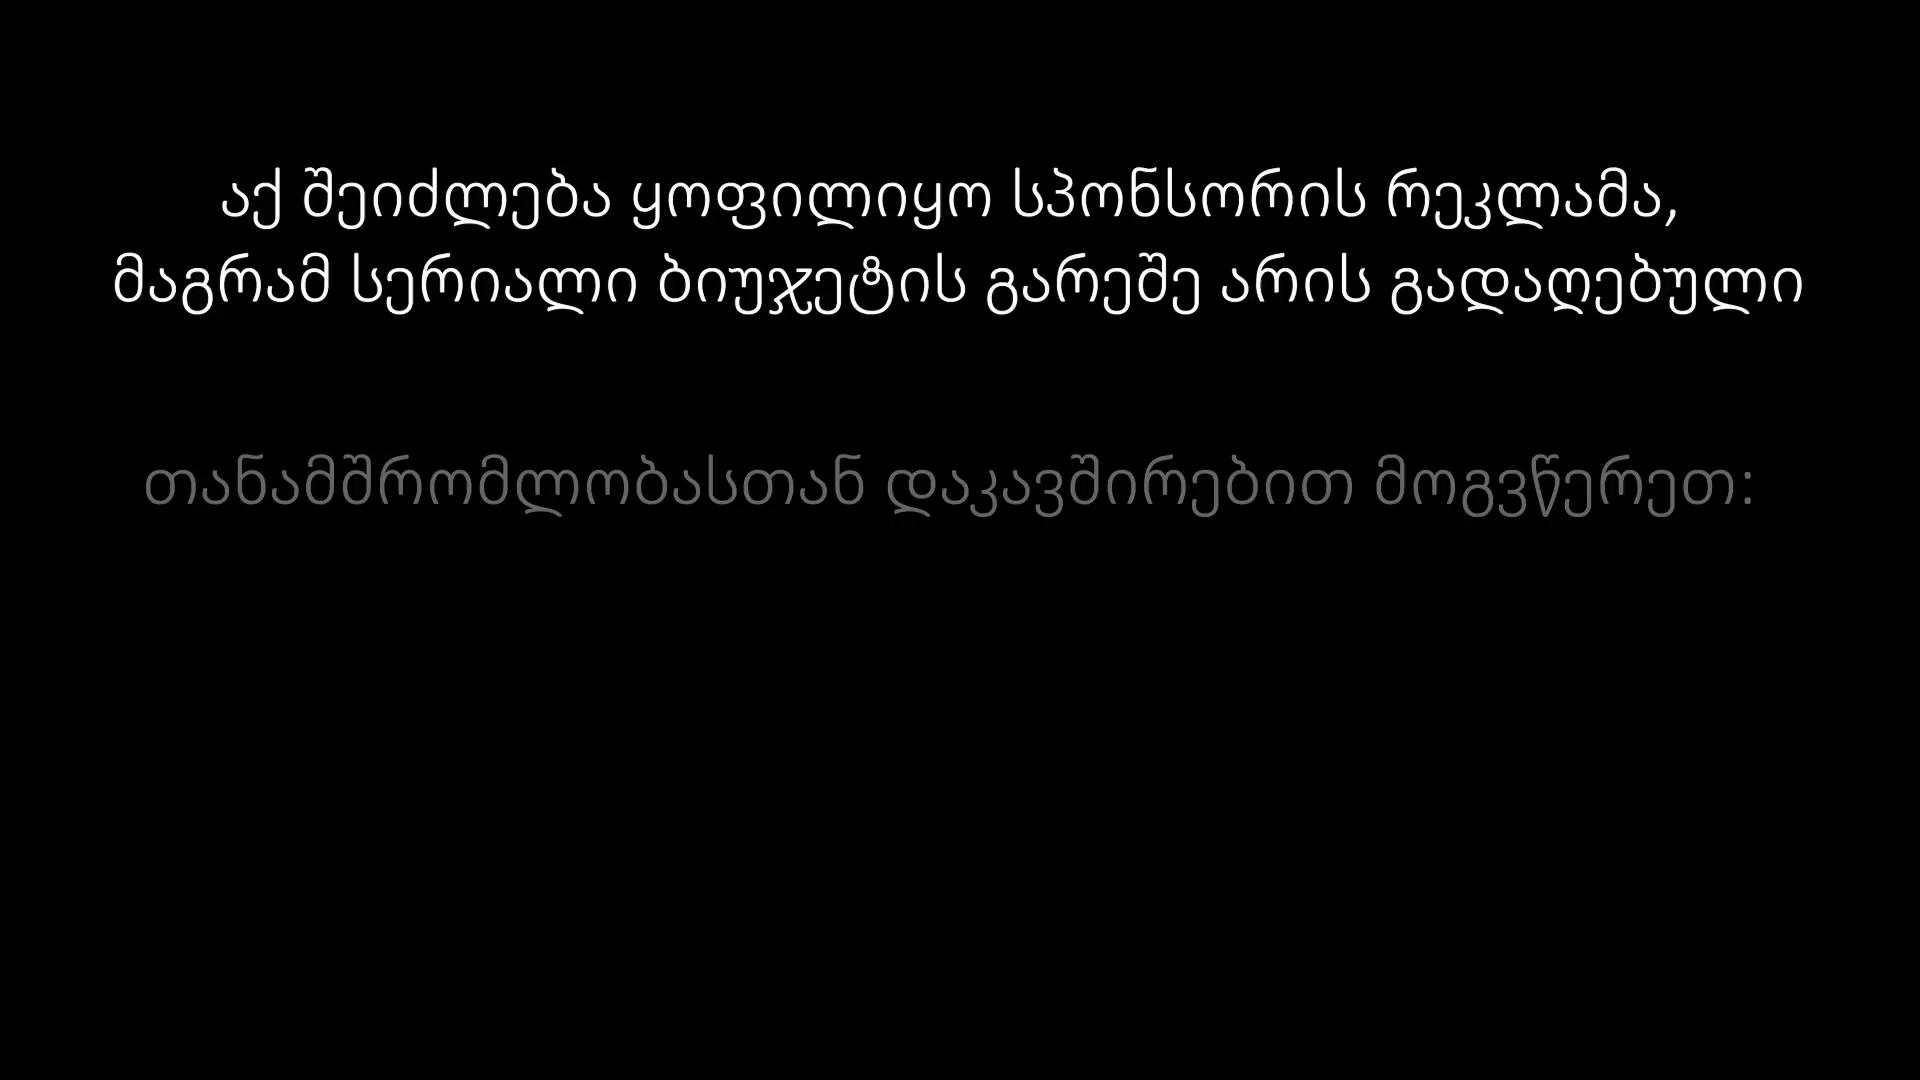 აქ შეიძლება ყოფილიყო სპონსორის რეკლამა,
მაგრამ სერიალი ბიუჯეტის გარეშე არის გადაღებული
თანამშრომლობასთან დაკავშირებით მოგვწერეთ: